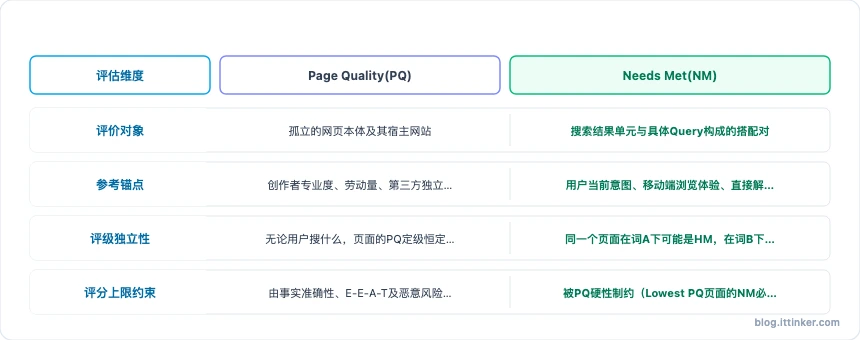 评估维度 Page Quality(PQ) Needs Met(NM)
评价对象 孤立的网页本体及其宿主网站 搜索结果单元与具体Query构成的搭配对
参考锚点 创作者专业度、劳动量、第三方独立... 用户当前意图、移动端浏览体验、直接解...
评级独立性 无论用户搜什么，页面的PQ定级恒定... 同一个页面在词A下可能是HM，在词B下...
评分上限约束 由事实准确性、E-E-A-T及恶意风险... 被PQ硬性制约（Lowest PQ页面的NM必...
blog.ittinker.com